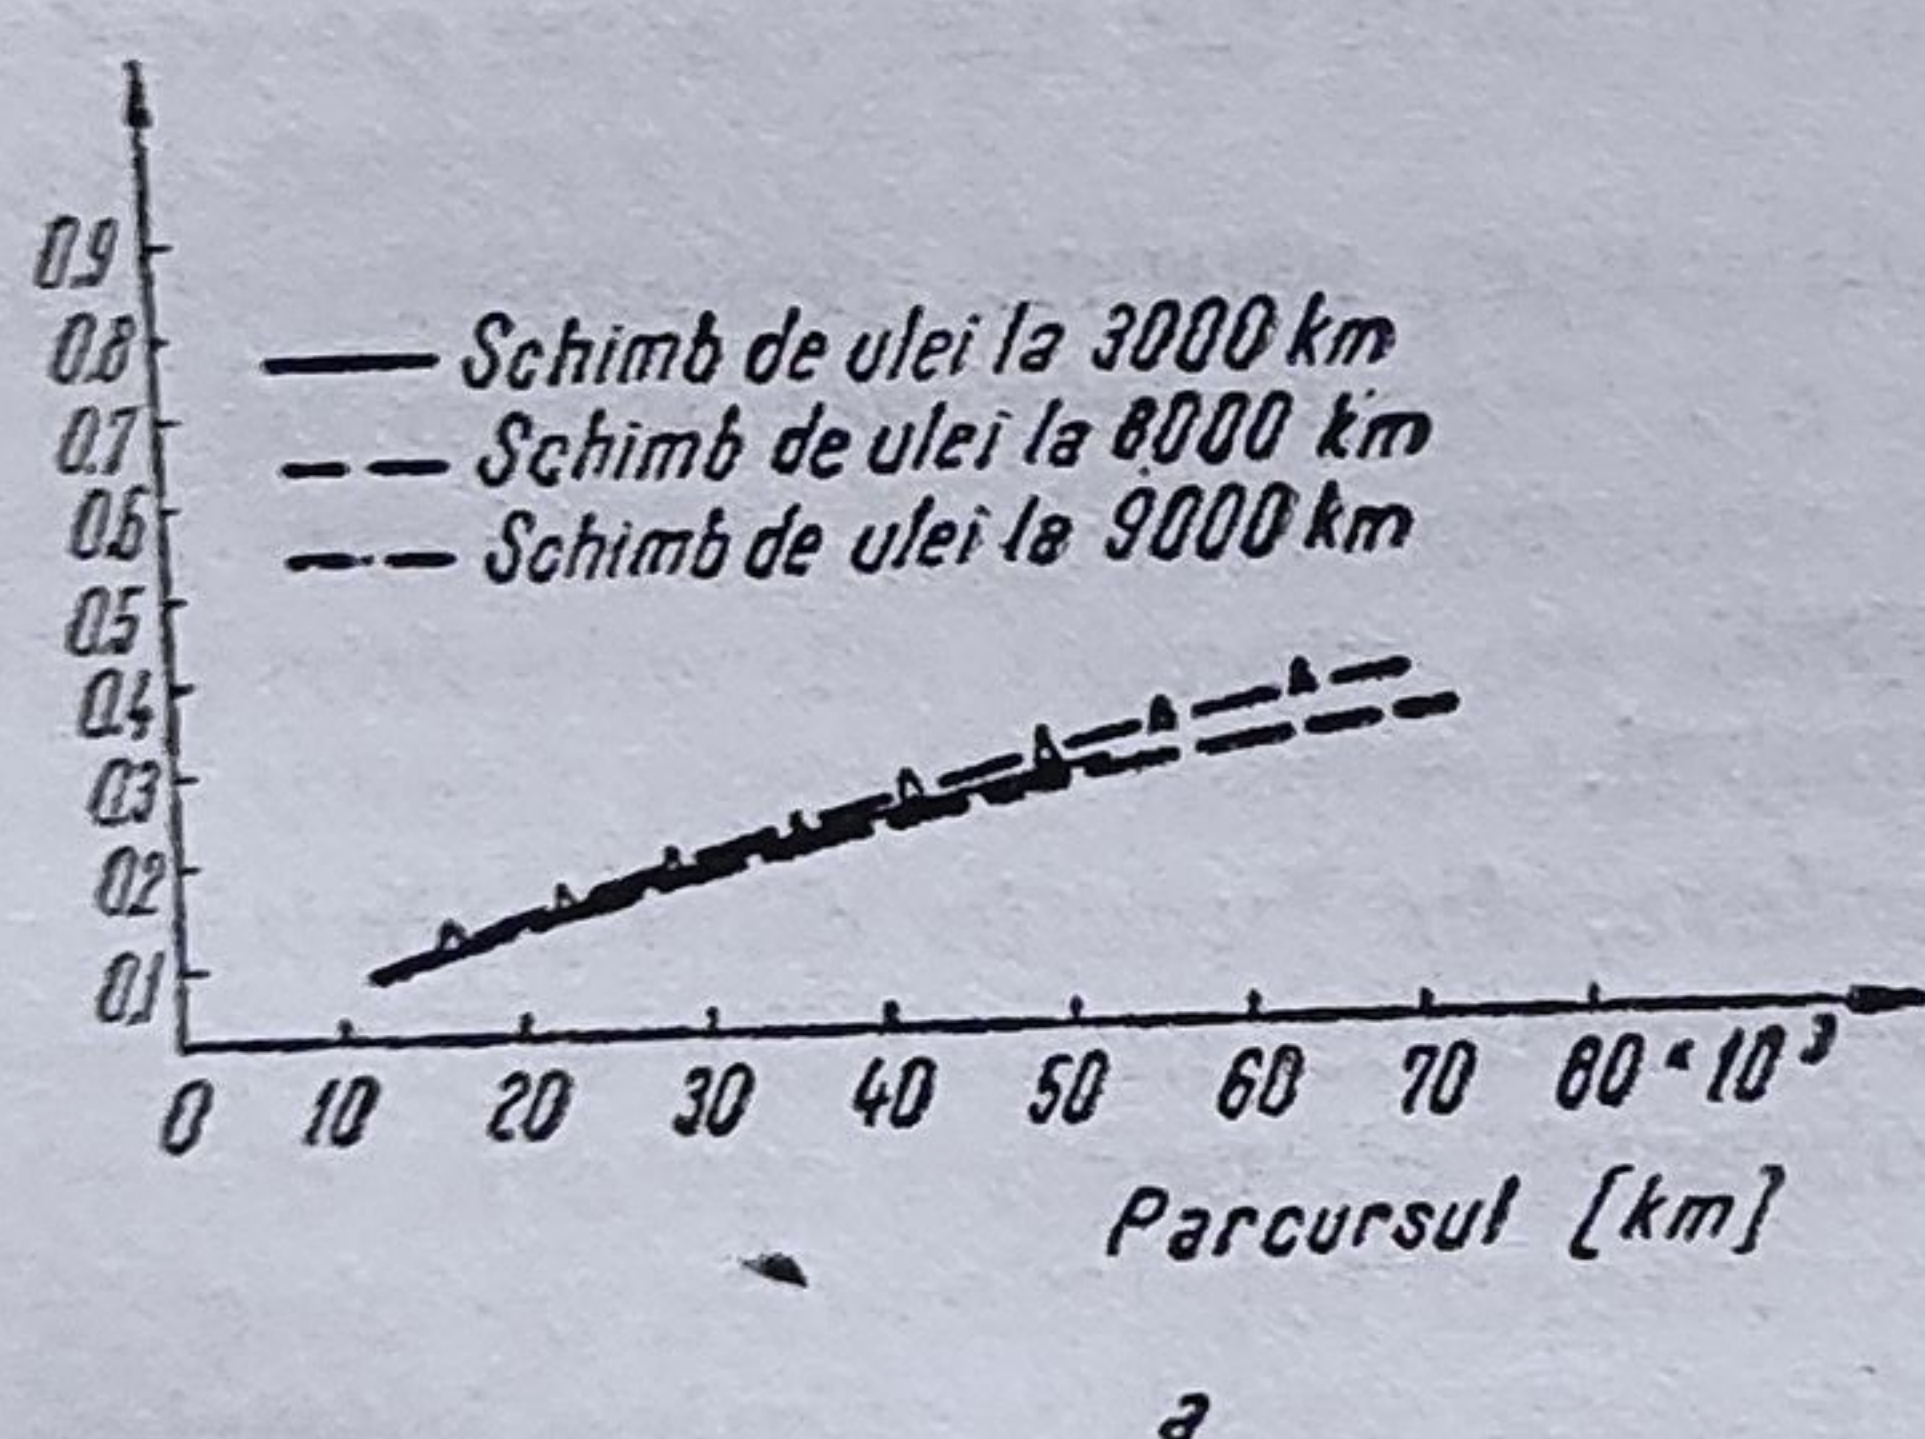 0.9
0.8
0.7
0.6
0.5
0.4
0.3
0.2
0.1
Schimb de ulei la 3000 km
Schimb de ulei la 8000 km
Schimb de ulei la 9000 km
0 10 20 30 40 50 60 70 80 * 10³
Parcursul [km]
a